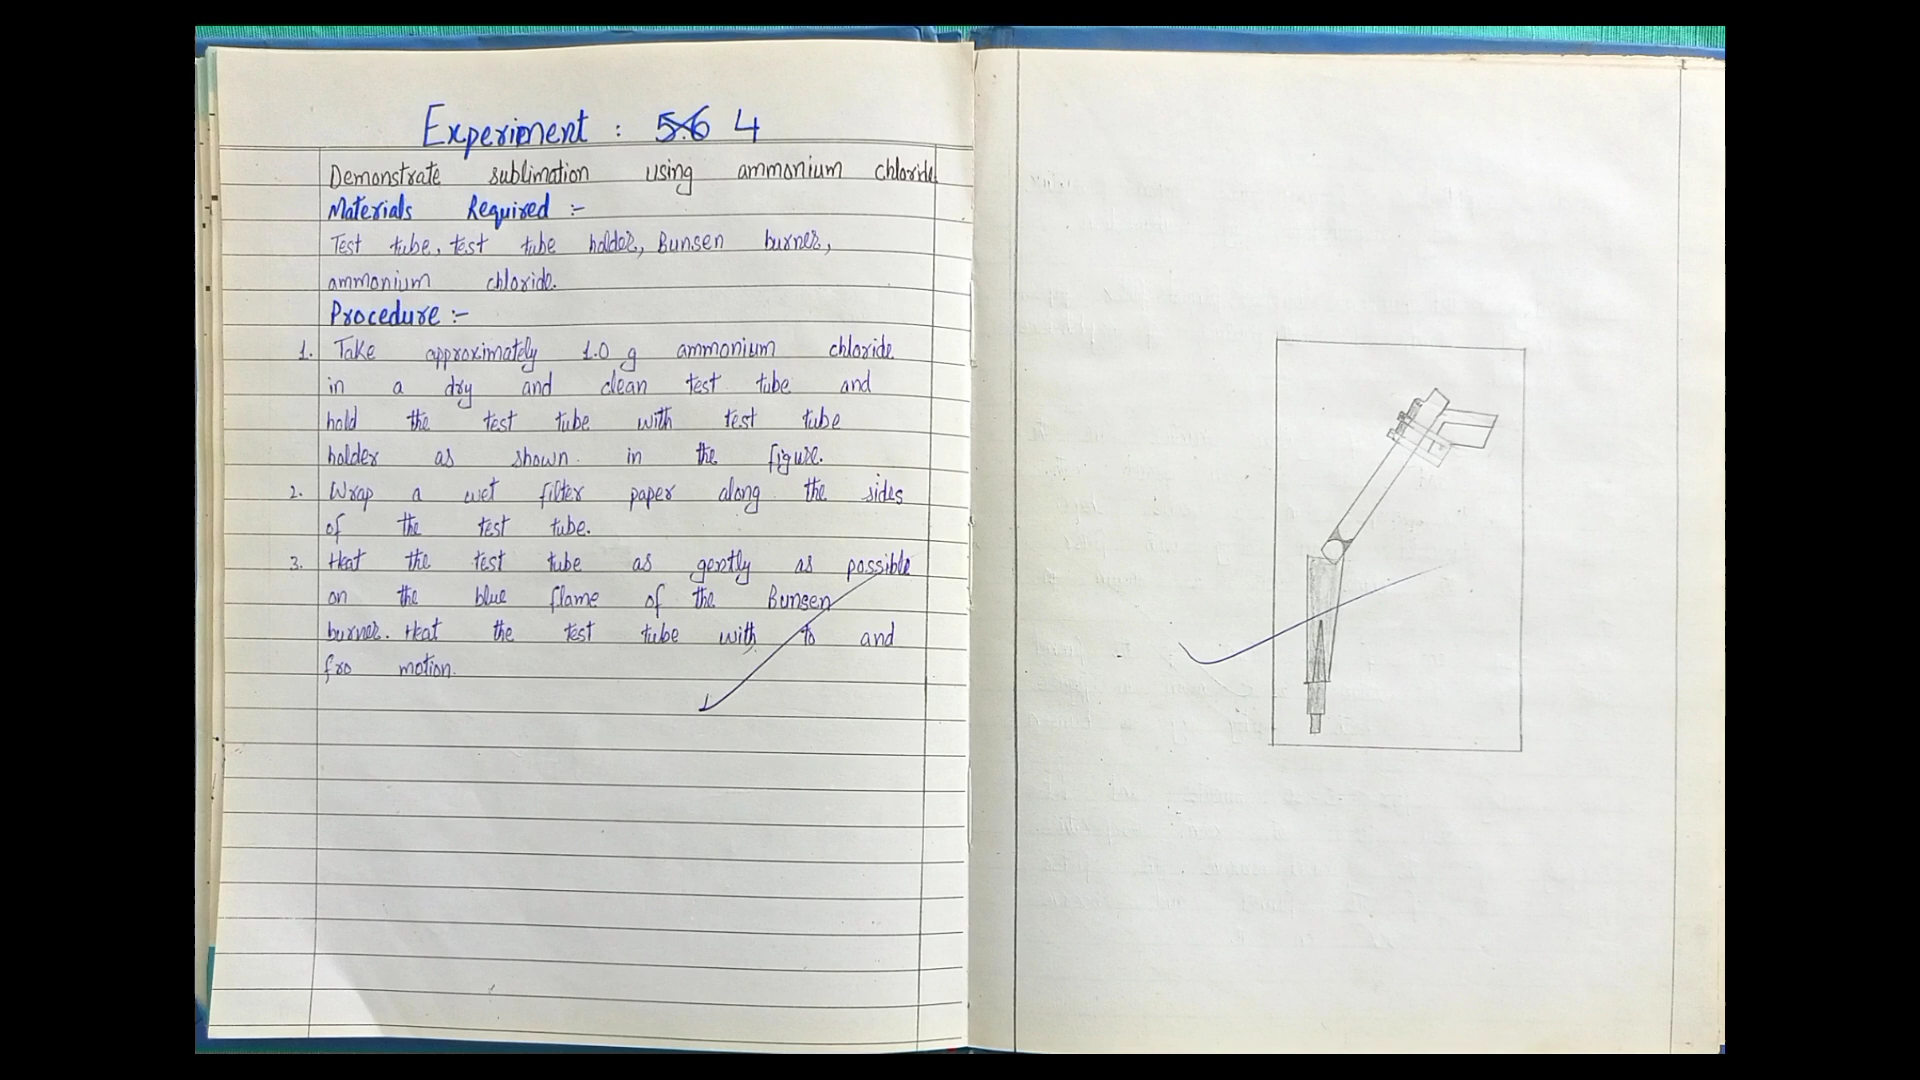 Experiment : 5.6 4
Demonstrate sublimation using ammonium chloride
Materials Required :-
Test tube, test tube holder, Bunsen burner,
ammonium chloride.
Procedure :-
1. Take approximately 1.0 g ammonium chloride
in a dry and clean test tube and
hold the test tube with test tube
holder as shown in the figure.
2. Wrap a wet filter paper along the sides
of the test tube.
3. Heat the test tube as gently as possible
on the blue flame of the Bunsen
burner. Heat the test tube with to and
fro motion.